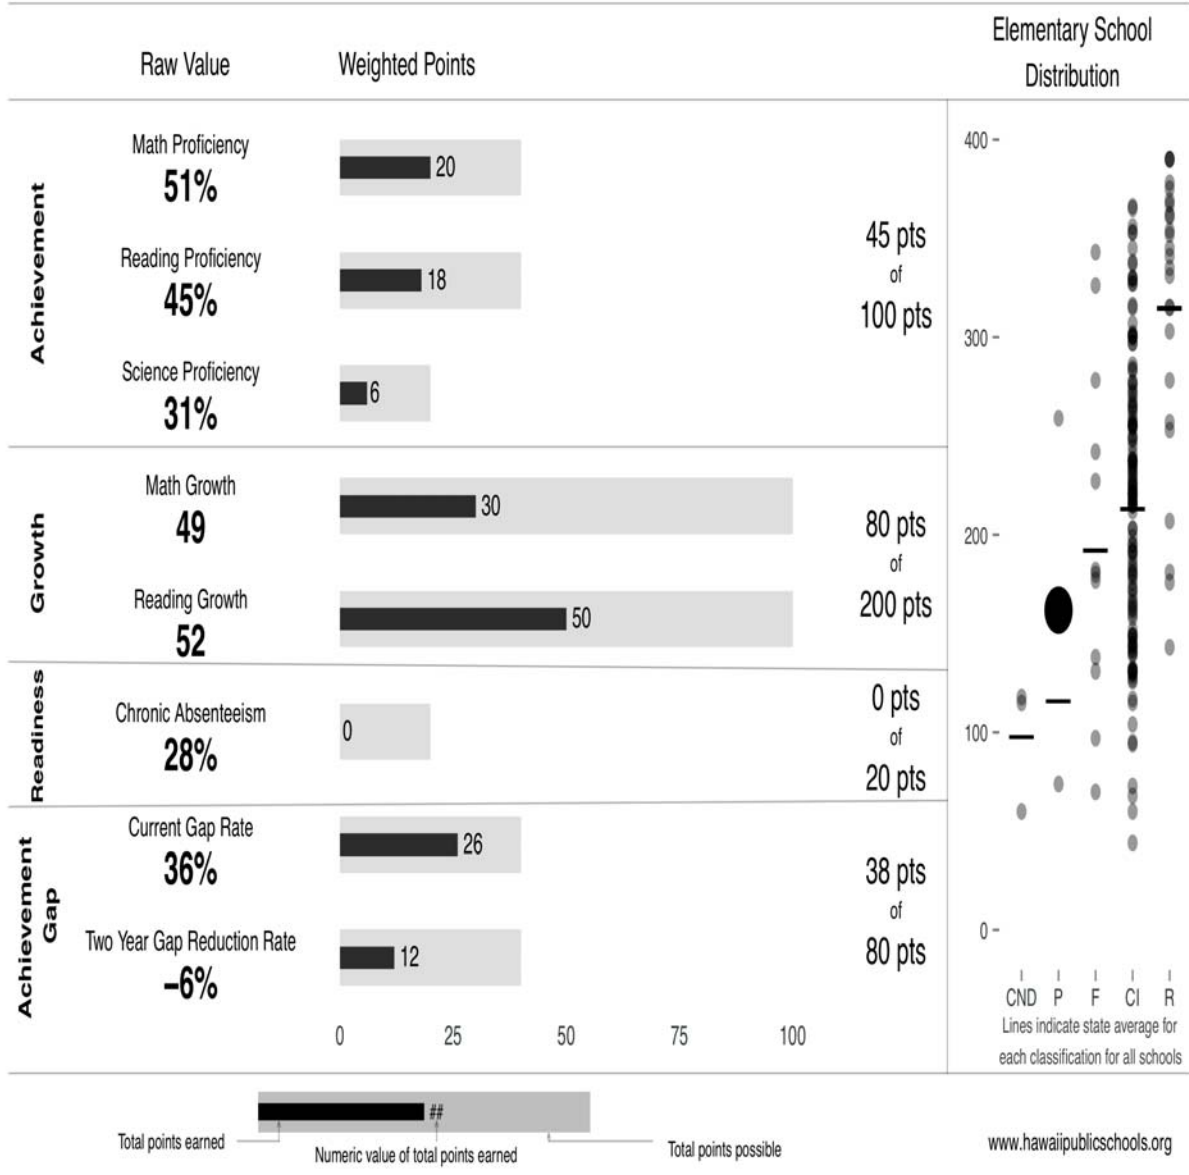 Raw Value
Weighted Points
Elementary School
Distribution
Achievement
Math Proficiency
51%
20
Reading Proficiency
45%
18
Science Proficiency
31%
6
45 pts
of
100 pts
Growth
Math Growth
49
30
Reading Growth
52
50
80 pts
of
200 pts
Readiness
Chronic Absenteeism
28%
0
0 pts
of
20 pts
Achievement
Gap
Current Gap Rate
36%
26
Two Year Gap Reduction Rate
–6%
12
38 pts
of
80 pts
0 25 50 75 100
400
300
200
100
0
CND P F CI R
Lines indicate state average for
each classification for all schools
##
Total points earned
Numeric value of total points earned
Total points possible
www.hawaiipublicschools.org